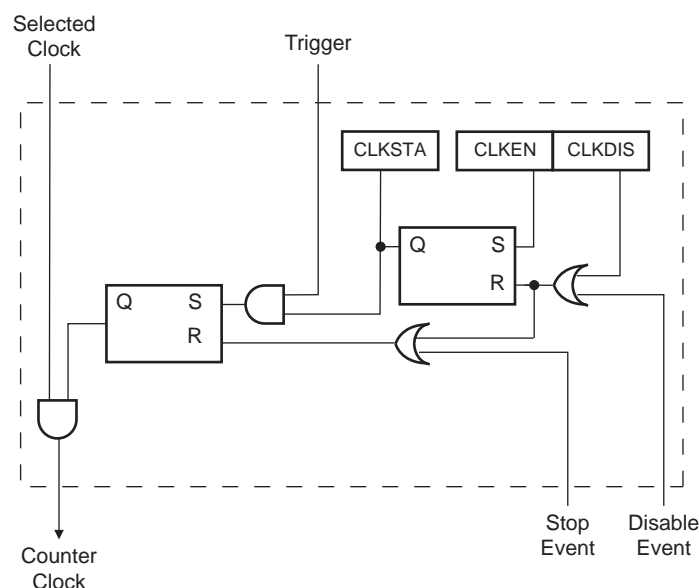 Selected
Clock
Trigger
CLKSTA
CLKEN
CLKDIS
Q
S
R
Q
S
R
Stop
Event
Disable
Event
Counter
Clock